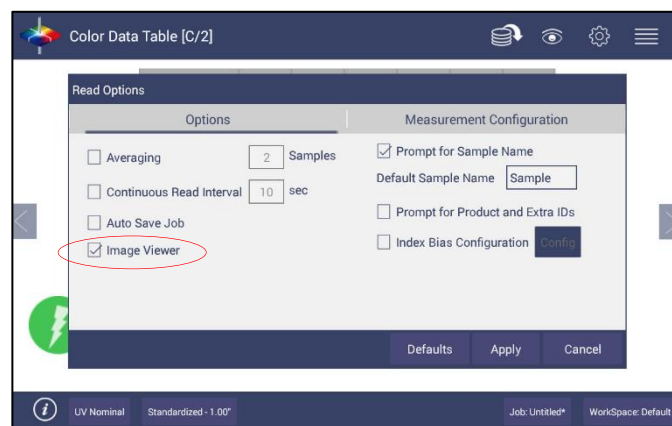 Color Data Table [C/2]
Read Options
Options
Measurement Configuration
Averaging
2
Samples
Continuous Read Interval
10
sec
Auto Save Job
Image Viewer
Prompt for Sample Name
Default Sample Name
Sample
Prompt for Product and Extra IDs
Index Bias Configuration
Config
Defaults
Apply
Cancel
i
UV Nominal
Standardized - 1.00"
Job: Untitled*
WorkSpace: Default